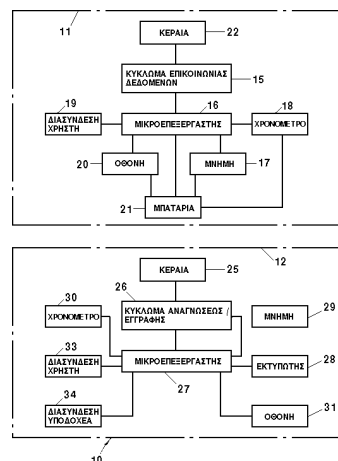 11
ΚΕΡΑΙΑ
22
ΚΥΚΛΩΜΑ ΕΠΙΚΟΙΝΩΝΙΑΣ
ΔΕΔΟΜΕΝΩΝ
15
19
16
18
ΔΙΑΣΥΝΔΕΣΗ
ΧΡΗΣΤΗ
ΜΙΚΡΟΕΠΕΞΕΡΓΑΣΤΗΣ
ΧΡΟΝΟΜΕΤΡΟ
20
ΟΘΟΝΗ
ΜΝΗΜΗ
17
21
ΜΠΑΤΑΡΙΑ
12
ΚΕΡΑΙΑ
25
26
30
29
ΧΡΟΝΟΜΕΤΡΟ
ΚΥΚΛΩΜΑ ΑΝΑΓΝΩΣΕΩΣ /
ΕΓΓΡΑΦΗΣ
ΜΝΗΜΗ
33
ΔΙΑΣΥΝΔΕΣΗ
ΧΡΗΣΤΗ
ΜΙΚΡΟΕΠΕΞΕΡΓΑΣΤΗΣ
ΕΚΤΥΠΩΤΗΣ
28
27
34
ΔΙΑΣΥΝΔΕΣΗ
ΥΠΟΔΟΧΕΑ
ΟΘΟΝΗ
31
10